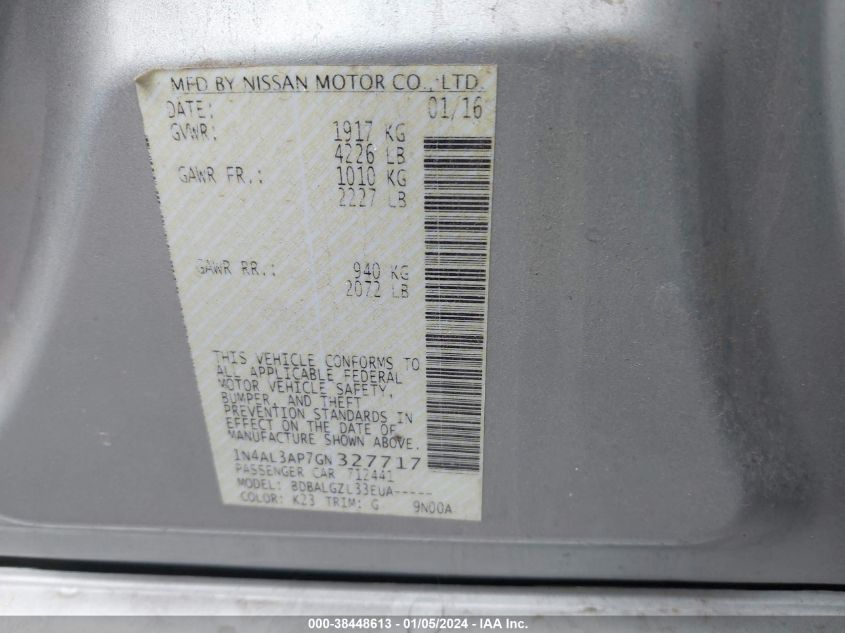 MFD BY NISSAN MOTOR CO., LTD.
DATE: 01/16
GVWR: 1917 KG
4226 LB
GAWR FR.: 1010 KG
2227 LB
GAWR RR.: 940 KG
2072 LB
THIS VEHICLE CONFORMS TO
ALL APPLICABLE FEDERAL
MOTOR VEHICLE SAFETY,
BUMPER, AND THEFT
PREVENTION STANDARDS IN
EFFECT ON THE DATE OF
MANUFACTURE SHOWN ABOVE.
1N4AL3AP7GN327717
PASSENGER CAR 712441
MODEL: BDBALGZL33EUA-----
COLOR: K23 TRIM: G 9N00A
000-38448613 - 01/05/2024 - IAA Inc.